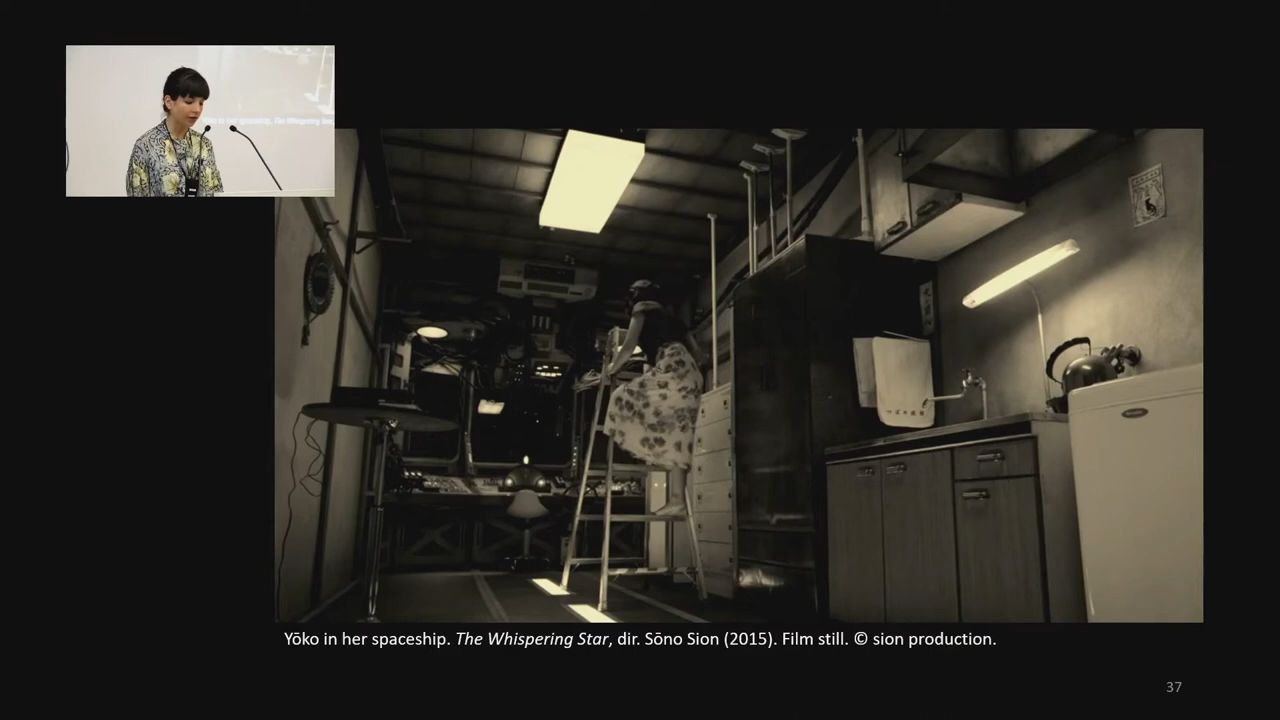 Yōko in her spaceship. The Whispering Star, dir. Sōno Sion (2015). Film still. © sion production.
37